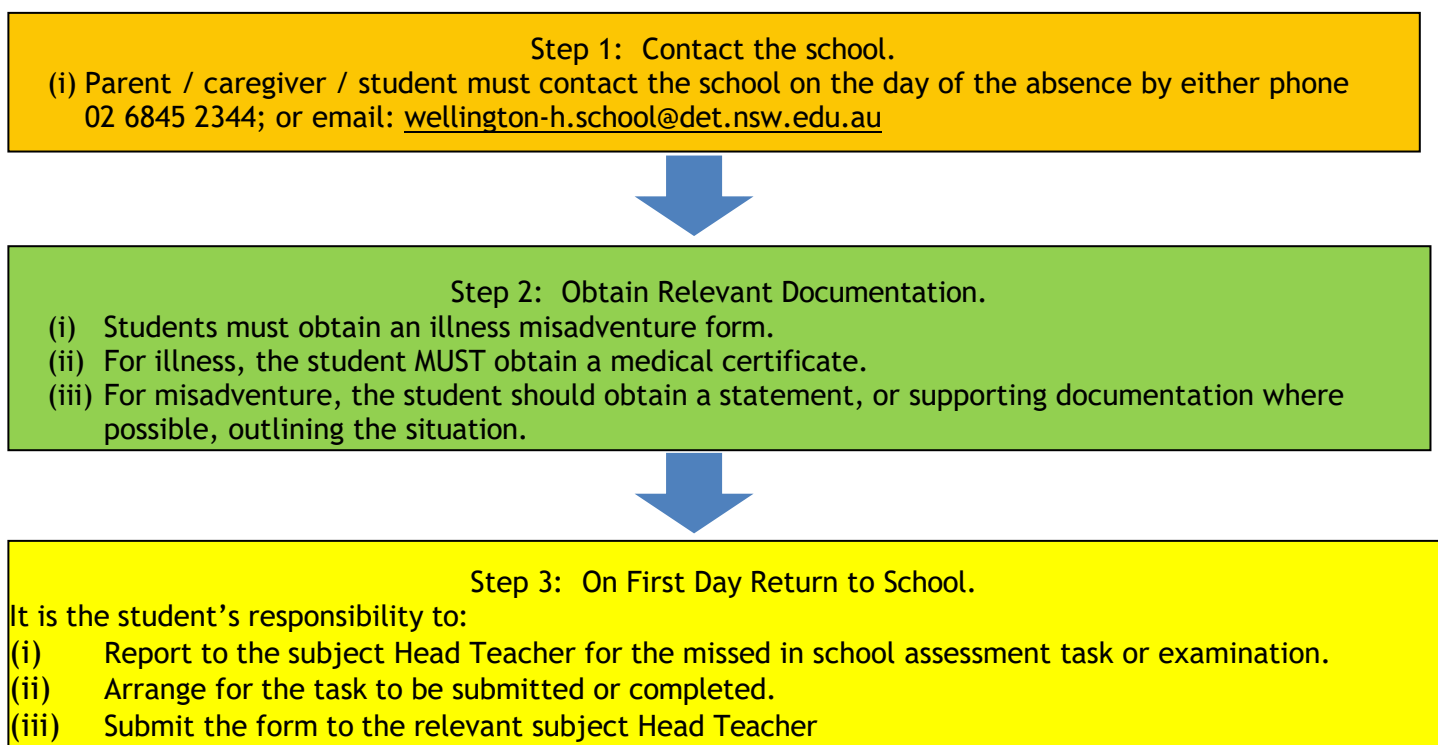 Step 1: Contact the school.
(i) Parent / caregiver / student must contact the school on the day of the absence by either phone
02 6845 2344; or email: wellington-h.school@det.nsw.edu.au
Step 2: Obtain Relevant Documentation.
(i) Students must obtain an illness misadventure form.
(ii) For illness, the student MUST obtain a medical certificate.
(iii) For misadventure, the student should obtain a statement, or supporting documentation where
possible, outlining the situation.
Step 3: On First Day Return to School.
It is the student’s responsibility to:
(i) Report to the subject Head Teacher for the missed in school assessment task or examination.
(ii) Arrange for the task to be submitted or completed.
(iii) Submit the form to the relevant subject Head Teacher